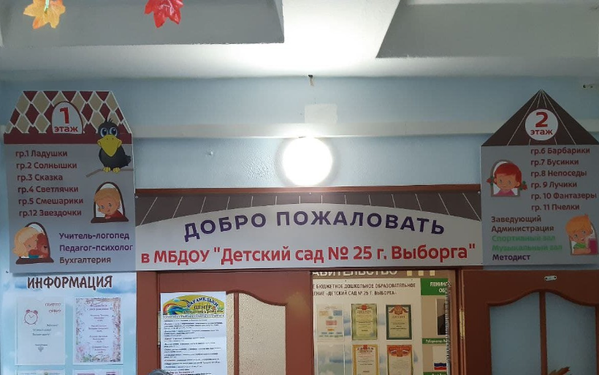 1
этаж
гр.1 Ладушки
гр.2 Солнышки
гр.3 Сказка
гр.4 Светлячки
гр.5 Смешарики
гр.12 Звездочки
Учитель-логопед
Педагог-психолог
Бухгалтерия
ДОБРО ПОЖАЛОВАТЬ
в МБДОУ "Детский сад № 25 г. Выборга"
2
этаж
гр.6 Барбарики
гр.7 Бусинки
гр.8 Непоседы
гр.9 Лучики
гр.10 Фантазеры
гр.11 Пчелки
Заведующий
Администрация
Спортивный зал
Музыкальный зал
Методист
ИНФОРМАЦИЯ